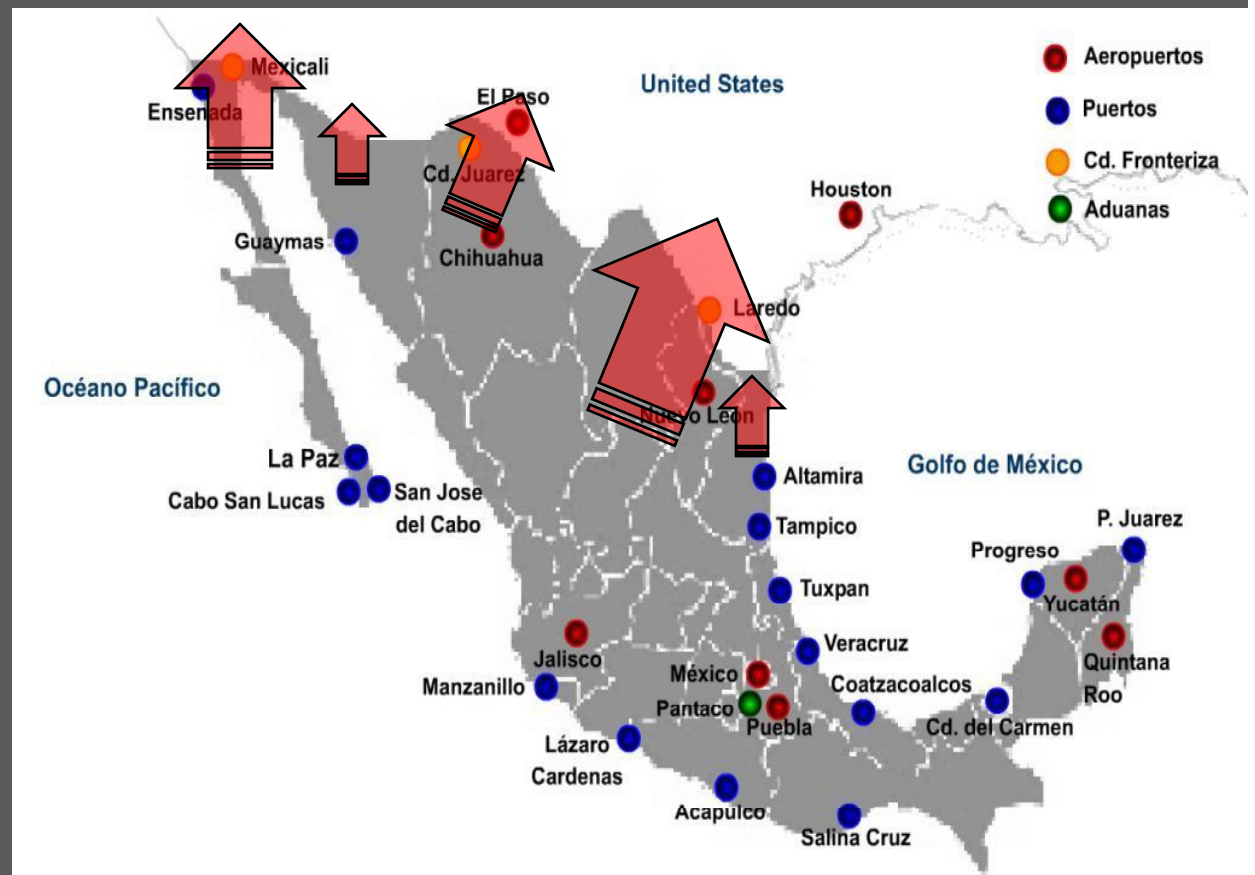 Mexicali
Ensenada
El Paso
United States
Aeropuertos
Puertos
Cd. Fronteriza
Aduanas
Cd. Juarez
Houston
Guaymas
Chihuahua
Laredo
Océano Pacífico
Nuevo León
La Paz
Cabo San Lucas
San Jose
del Cabo
Altamira
Golfo de México
Tampico
P. Juarez
Progreso
Tuxpan
Yucatán
Veracruz
Jalisco
México
Quintana
Roo
Manzanillo
Coatzacoalcos
Pantaco
Puebla
Cd. del Carmen
Lázaro
Cardenas
Acapulco
Salina Cruz